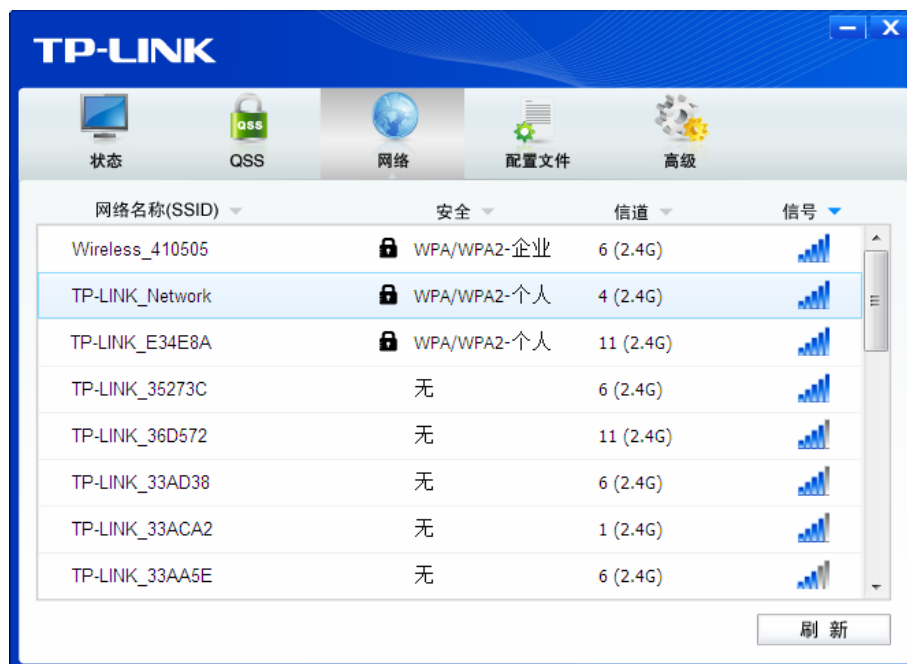 TP-LINK
QSS
状态 QSS 网络 配置文件 高级
网络名称(SSID) 安全 信道 信号
Wireless_410505 WPA/WPA2-企业 6 (2.4G)
TP-LINK_Network WPA/WPA2-个人 4 (2.4G)
TP-LINK_E34E8A WPA/WPA2-个人 11 (2.4G)
TP-LINK_35273C 无 6 (2.4G)
TP-LINK_36D572 无 11 (2.4G)
TP-LINK_33AD38 无 6 (2.4G)
TP-LINK_33ACA2 无 1 (2.4G)
TP-LINK_33AA5E 无 6 (2.4G)
刷 新